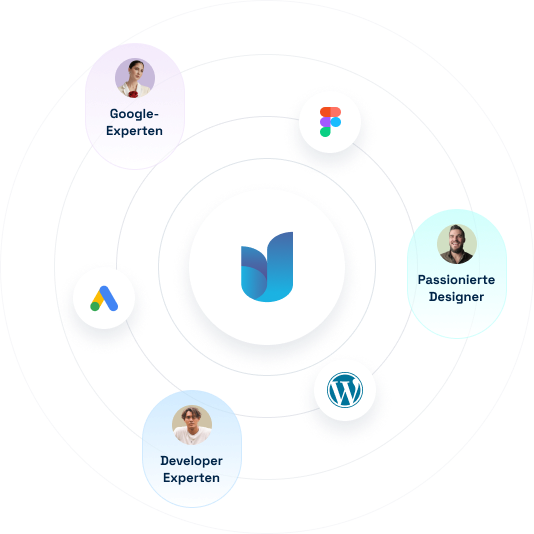 Google-
Experten
Passionierte
Designer
Developer
Experten